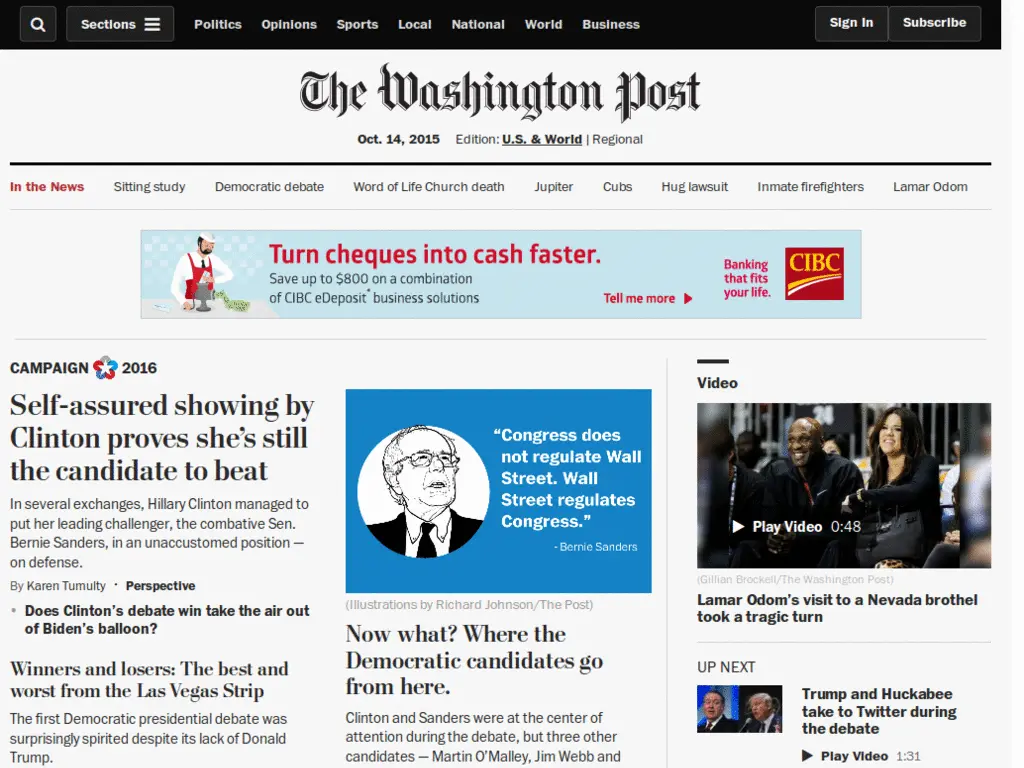 Sections
Politics
Opinions
Sports
Local
National
World
Business
Sign In
Subscribe
The Washington Post
Oct. 14, 2015 Edition: U.S. & World | Regional
In the News
Sitting study
Democratic debate
Word of Life Church death
Jupiter
Cubs
Hug lawsuit
Inmate firefighters
Lamar Odom
Turn cheques into cash faster.
Save up to $800 on a combination
of CIBC eDeposit* business solutions
Tell me more
Banking
that fits
your life.
CIBC
CAMPAIGN 2016
Self-assured showing by
Clinton proves she's still
the candidate to beat
In several exchanges, Hillary Clinton managed to
put her leading challenger, the combative Sen.
Bernie Sanders, in an unaccustomed position —
on defense.
By Karen Tumulty · Perspective
• Does Clinton's debate win take the air out
of Biden's balloon?
Winners and losers: The best and
worst from the Las Vegas Strip
The first Democratic presidential debate was
surprisingly spirited despite its lack of Donald
Trump.
“Congress does
not regulate Wall
Street. Wall
Street regulates
Congress.”
- Bernie Sanders
(Illustrations by Richard Johnson/The Post)
Now what? Where the
Democratic candidates go
from here.
Clinton and Sanders were at the center of
attention during the debate, but three other
candidates — Martin O'Malley, Jim Webb and
Video
24
Play Video 0:48
(Gillian Brockell/The Washington Post)
Lamar Odom's visit to a Nevada brothel
took a tragic turn
UP NEXT
Trump and Huckabee
take to Twitter during
the debate
Play Video 1:31